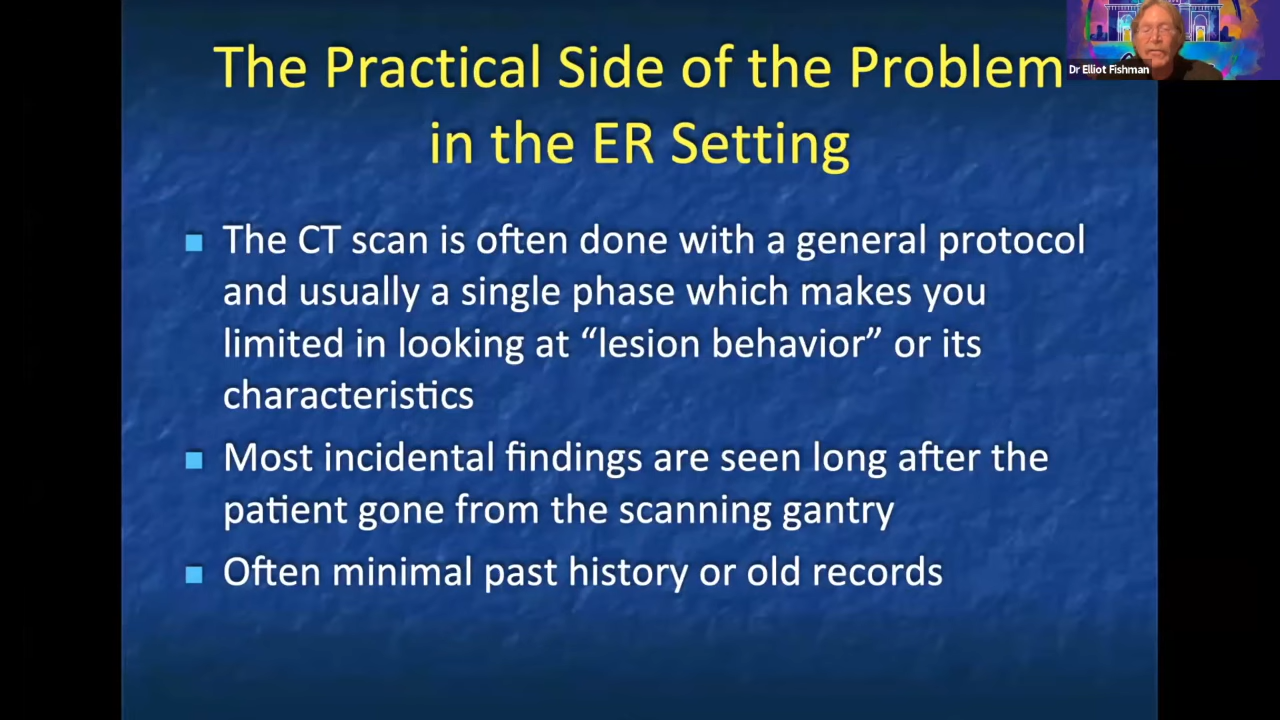 The Practical Side of the Problem
in the ER Setting
Dr Elliot Fishman
■ The CT scan is often done with a general protocol
and usually a single phase which makes you
limited in looking at “lesion behavior” or its
characteristics
■ Most incidental findings are seen long after the
patient gone from the scanning gantry
■ Often minimal past history or old records